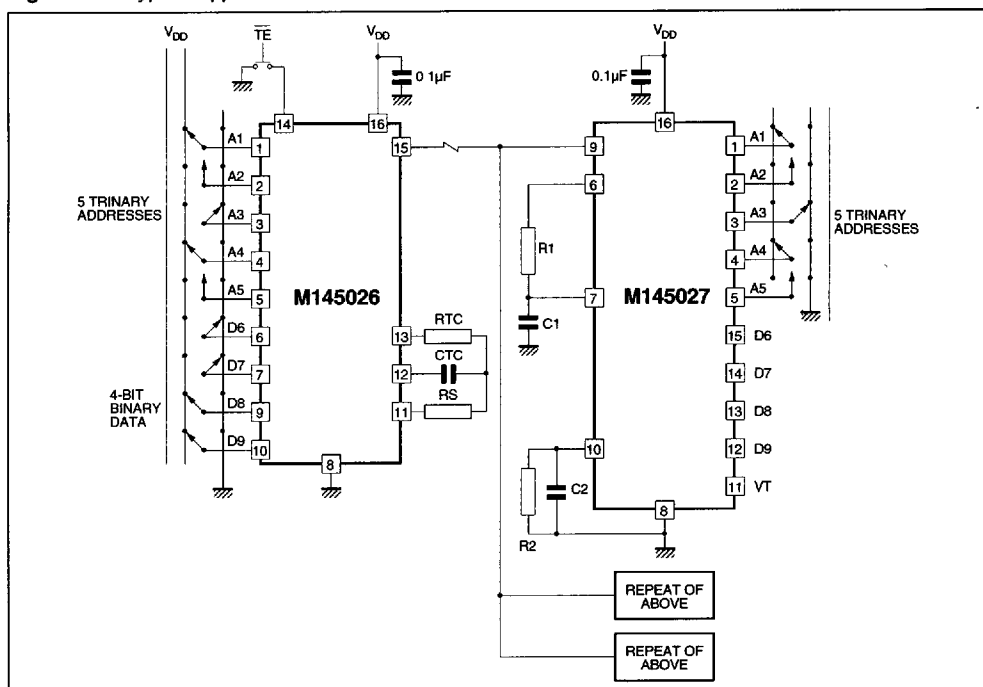 VDD
TE
VDD
0 1µF
14
16
15
A1
1
A2
2
A3
3
A4
4
A5
5
D6
6
D7
7
D8
9
D9
10
5 TRINARY
ADDRESSES
4-BIT
BINARY
DATA
M145026
13
RTC
12
CTC
11
RS
8
VDD
0.1µF
16
9
6
R1
7
C1
10
C2
R2
8
M145027
1
A1
2
A2
3
A3
4
A4
5
A5
15
D6
14
D7
13
D8
12
D9
11
VT
5 TRINARY
ADDRESSES
REPEAT OF
ABOVE
REPEAT OF
ABOVE